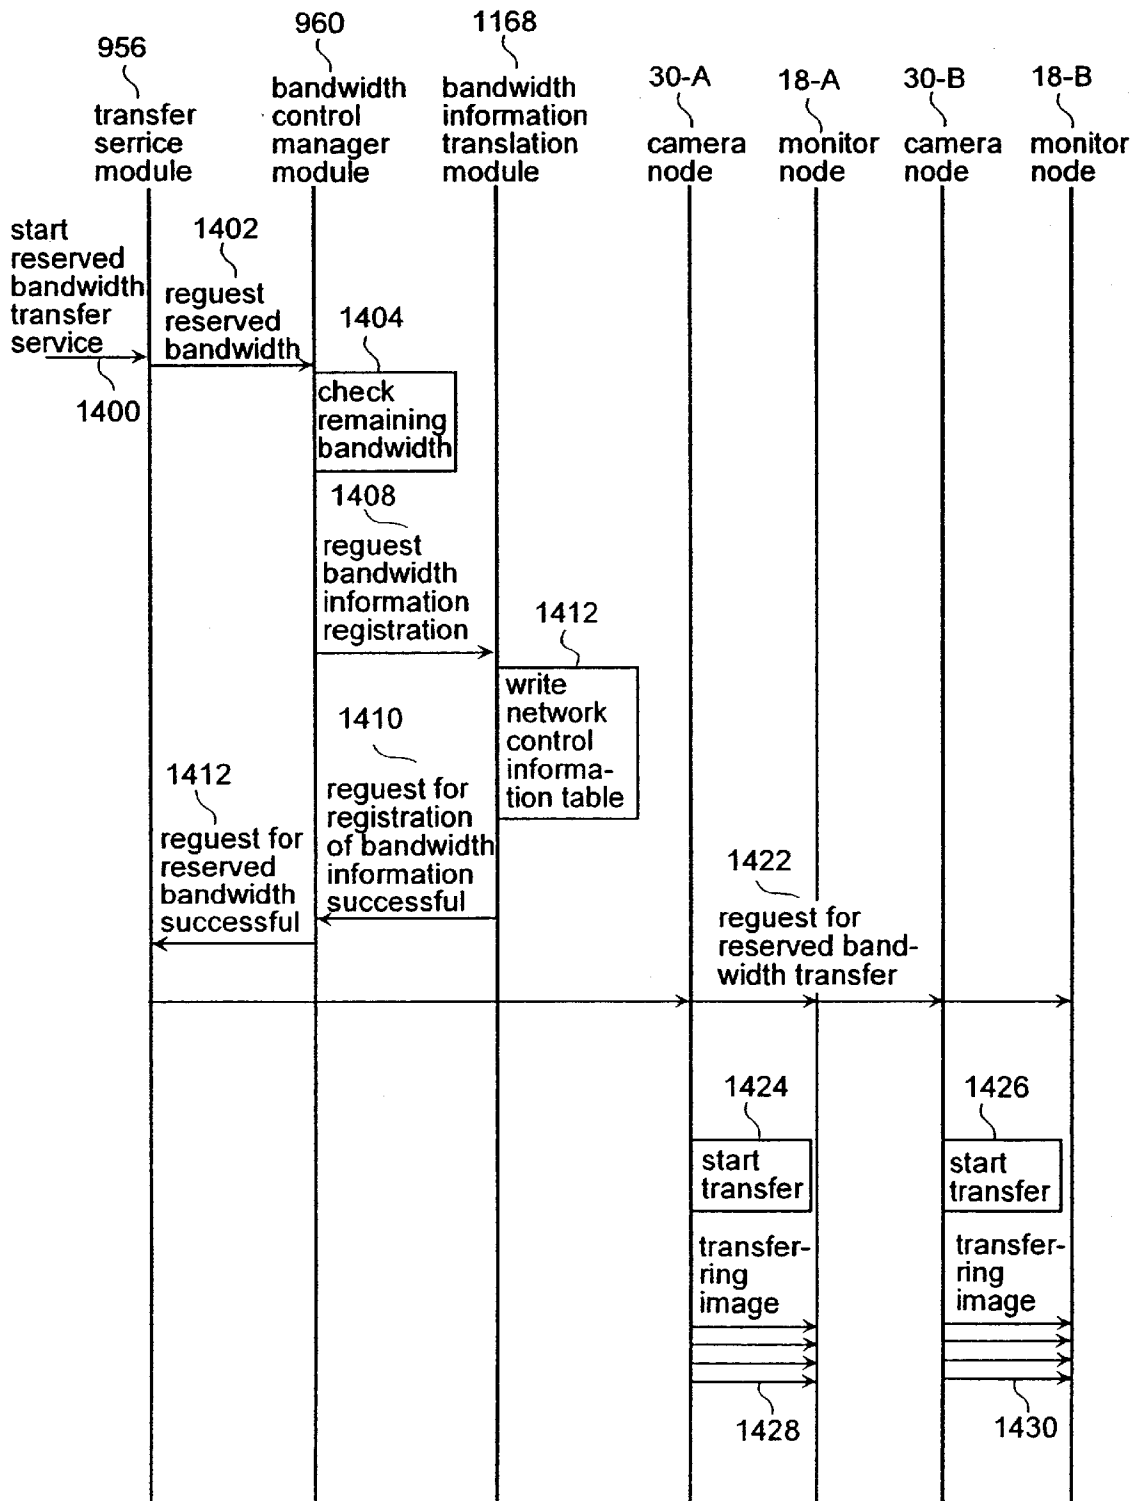 956
transfer
serrice
module
960
bandwidth
control
manager
module
1168
bandwidth
information
translation
module
30-A
camera
node
18-A
monitor
node
30-B
camera
node
18-B
monitor
node
start
reserved
bandwidth
transfer
service
1400
1402
reguest
reserved
bandwidth
1404
check
remaining
bandwidth
1408
reguest
bandwidth
information
registration
1412
write
network
control
informa-
tion table
1410
reguest for
registration
of bandwidth
information
successful
1412
reguest for
reserved
bandwidth
successful
1422
reguest for
reserved band-
width transfer
1424
start
transfer
1426
start
transfer
transfer-
ring
image
1428
transfer-
ring
image
1430